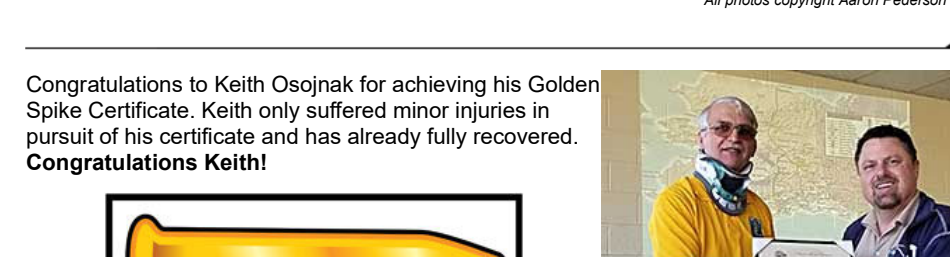 All photos copyright Aaron Pederson
Congratulations to Keith Osojnak for achieving his Golden
Spike Certificate. Keith only suffered minor injuries in
pursuit of his certificate and has already fully recovered.
Congratulations Keith!